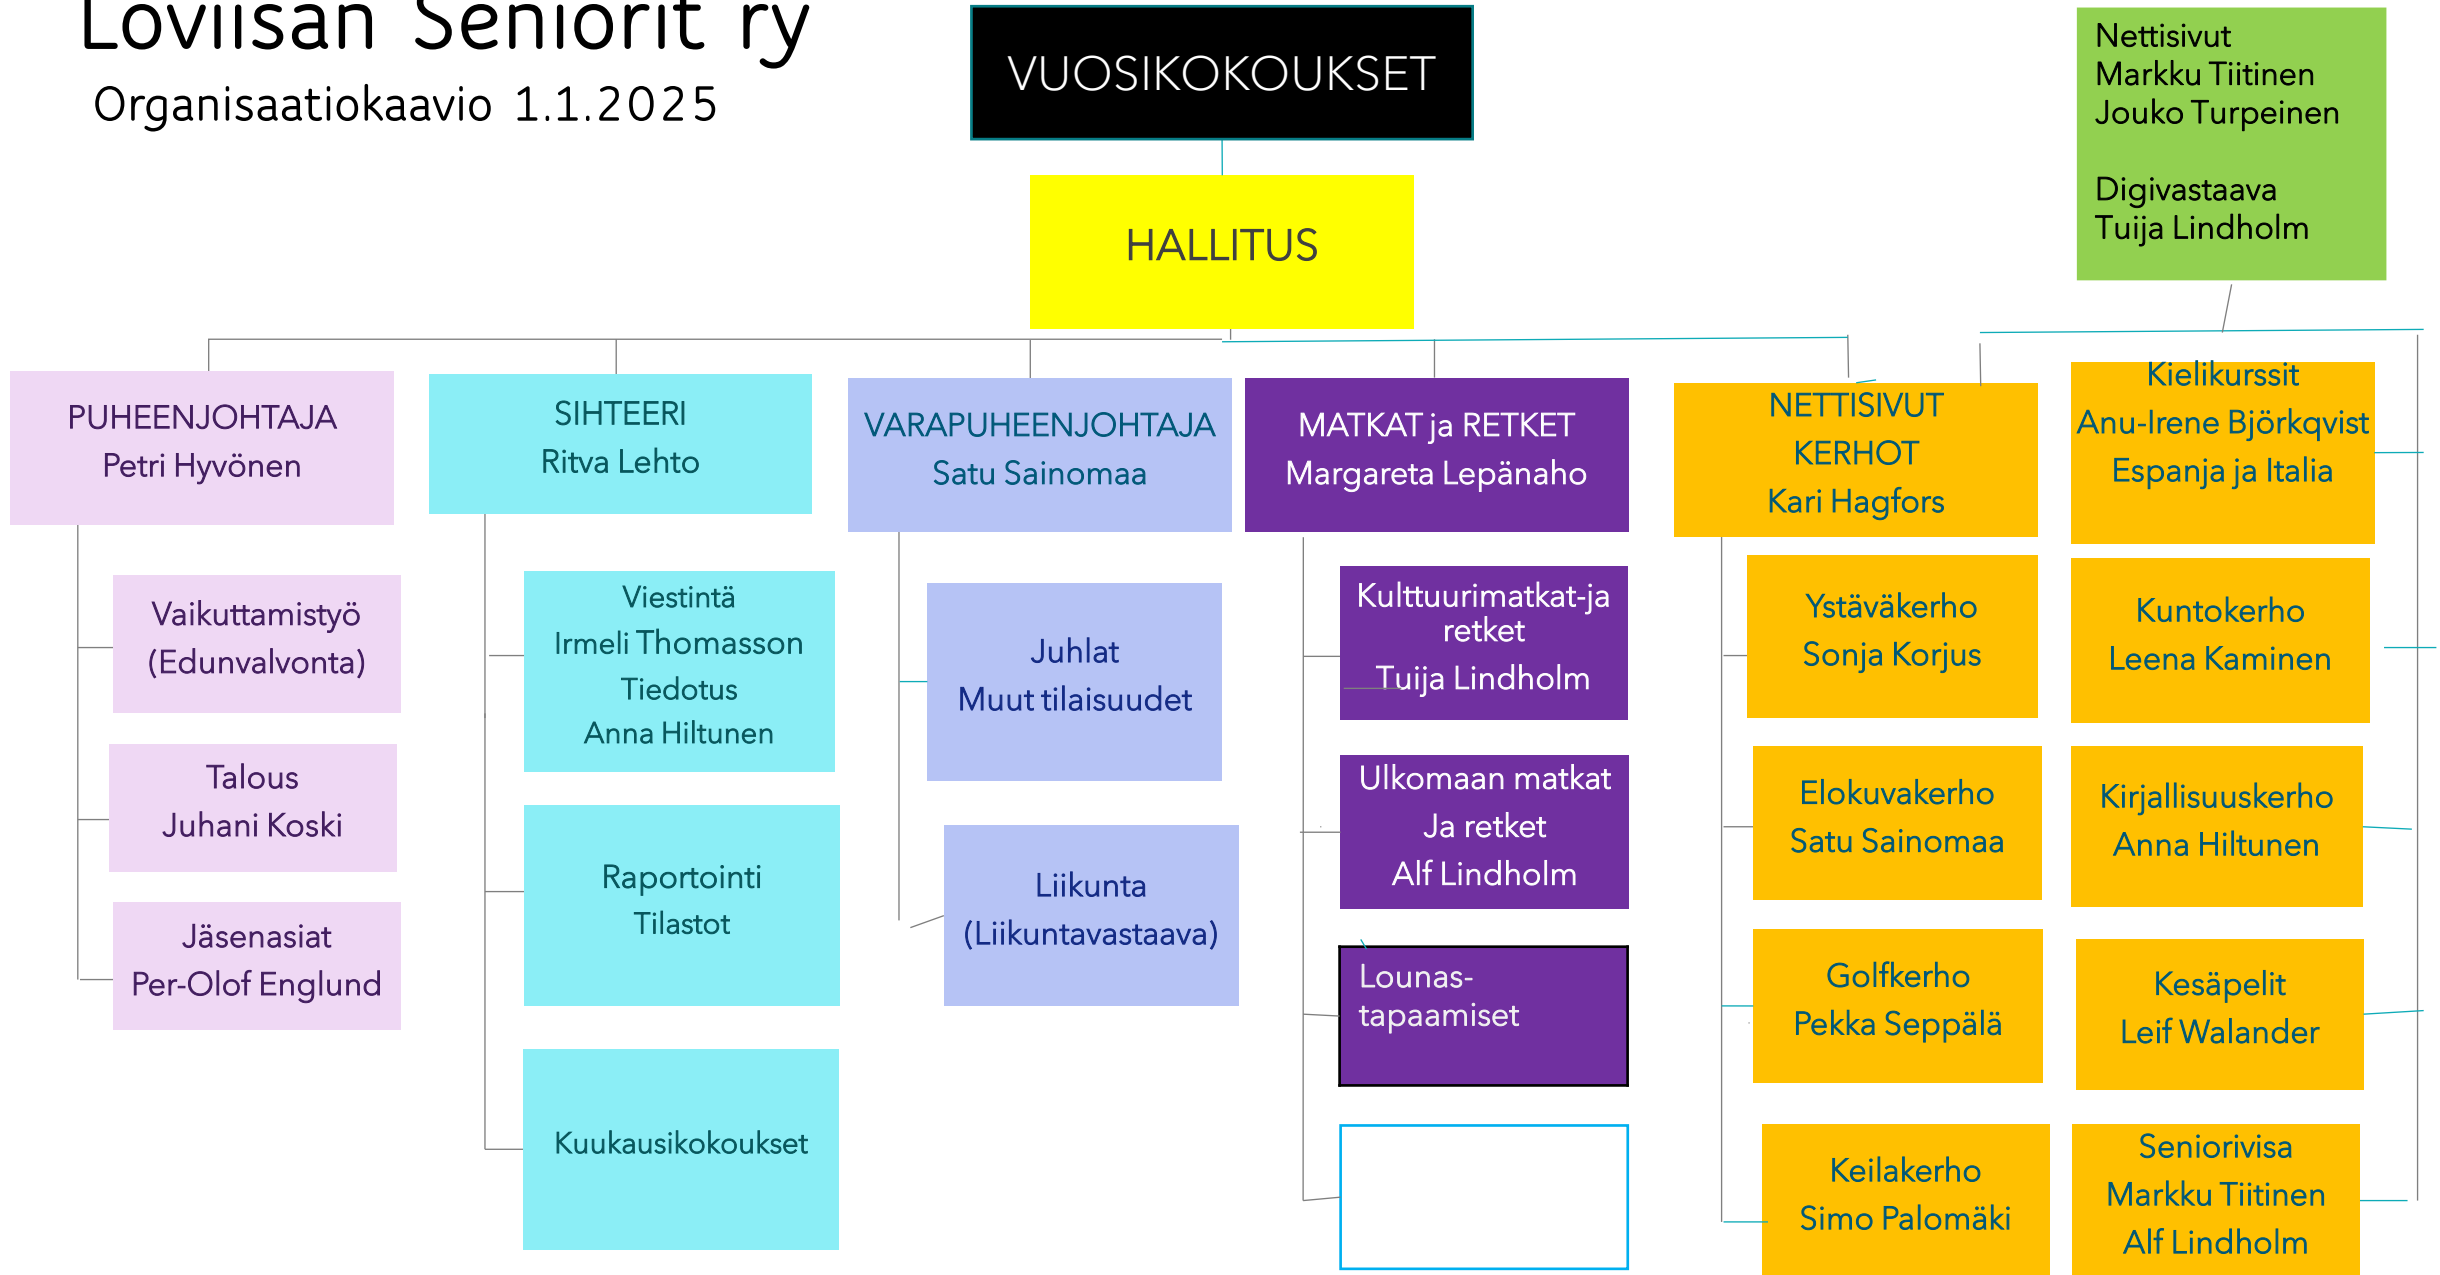 Loviisan Seniorit ry
Organisaatiokaavio 1.1.2025
VUOSIKOKOUKSET
Nettisivut
Markku Tiitinen
Jouko Turpeinen
Digivastaava
Tuija Lindholm
HALLITUS
PUHEENJOHTAJA
Petri Hyvönen
Vaikuttamistyö
(Edunvalvonta)
Talous
Juhani Koski
Jäsenasiat
Per-Olof Englund
SIHTEERI
Ritva Lehto
Viestintä
Irmeli Thomasson
Tiedotus
Anna Hiltunen
Raportointi
Tilastot
Kuukausikokoukset
VARAPUHEENJOHTAJA
Satu Sainomaa
Juhlat
Muut tilaisuudet
Liikunta
(Liikuntavastaava)
MATKAT ja RETKET
Margareta Lepänaho
Kulttuurimatkat-ja
retket
Tuija Lindholm
Ulkomaan matkat
Ja retket
Alf Lindholm
Lounas-
tapaamiset
NETTISIVUT
KERHOT
Kari Hagfors
Ystäväkerho
Sonja Korjus
Elokuvakerho
Satu Sainomaa
Golfkerho
Pekka Seppälä
Keilakerho
Simo Palomäki
Kielikurssit
Anu-Irene Björkqvist
Espanja ja Italia
Kuntokerho
Leena Kaminen
Kirjallisuuskerho
Anna Hiltunen
Kesäpelit
Leif Walander
Seniorivisa
Markku Tiitinen
Alf Lindholm